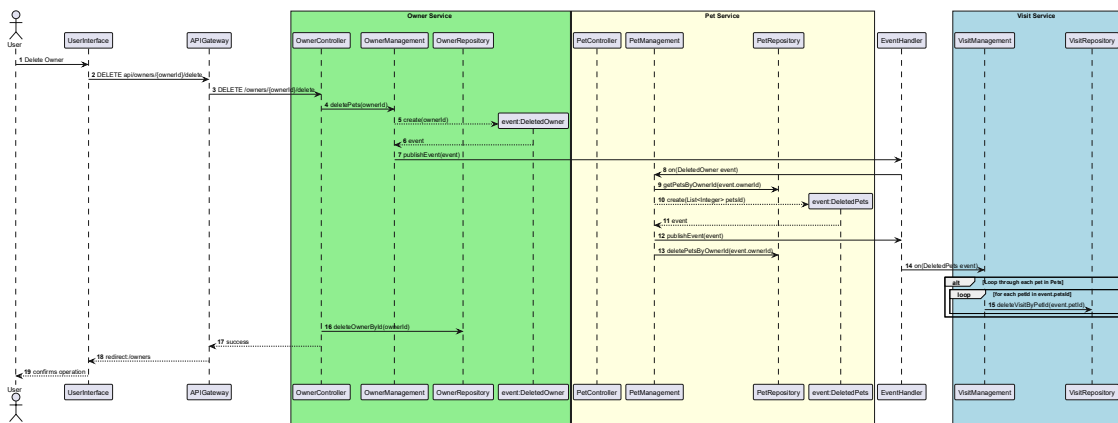 Owner Service
Pet Service
Visit Service
User
UserInterface
APIGateway
OwnerController
OwnerManagement
OwnerRepository
PetController
PetManagement
PetRepository
EventHandler
VisitManagement
VisitRepository
1 Delete Owner
2 DELETE api/owners/{ownerId}/delete
3 DELETE /owners/{ownerId}/delete
4 deletePets(ownerId)
5 create(ownerId)
event:DeletedOwner
6 event
7 publishEvent(event)
8 on(DeletedOwner event)
9 getPetsByOwnerId(event.ownerId)
10 create(List<Integer> petsId)
event:DeletedPets
11 event
12 publishEvent(event)
13 deletePetsByOwnerId(event.ownerId)
14 on(DeletedPets event)
alt [Loop through each pet in Pets]
loop [for each petId in event.petsId]
15 deleteVisitByPetId(event.petId)
16 deleteOwnerById(ownerId)
17 success
18 redirect:/owners
19 confirms operation
User
UserInterface
APIGateway
OwnerController
OwnerManagement
OwnerRepository
event:DeletedOwner
PetController
PetManagement
PetRepository
event:DeletedPets
EventHandler
VisitManagement
VisitRepository